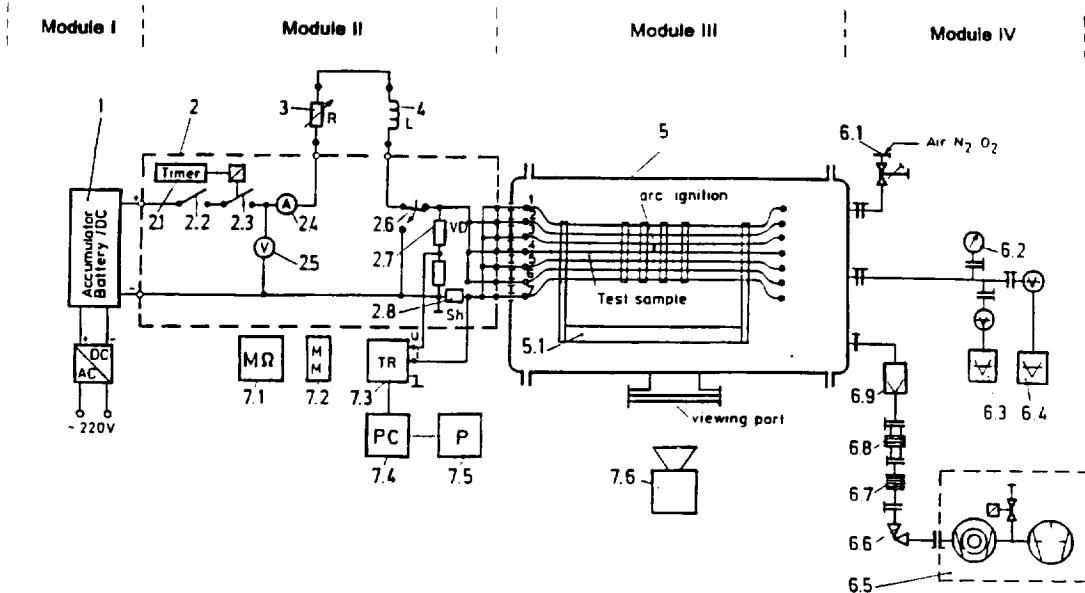 Module I
Module II
Module III
Module IV
1
2
3
R
4
L
5
6.1
Air N2 O2
Timer
2.1
2.2
2.3
A
2.4
V
2.5
2.6
2.7
VD
2.8
Sh
Accumulator
Battery /DC
+
-
+
-
DC
AC
~ 220V
arc ignition
Test sample
5.1
viewing port
6.2
6.3
6.4
6.9
6.8
6.7
6.6
6.5
MΩ
7.1
M
M
7.2
U
I
TR
7.3
PC
7.4
P
7.5
7.6